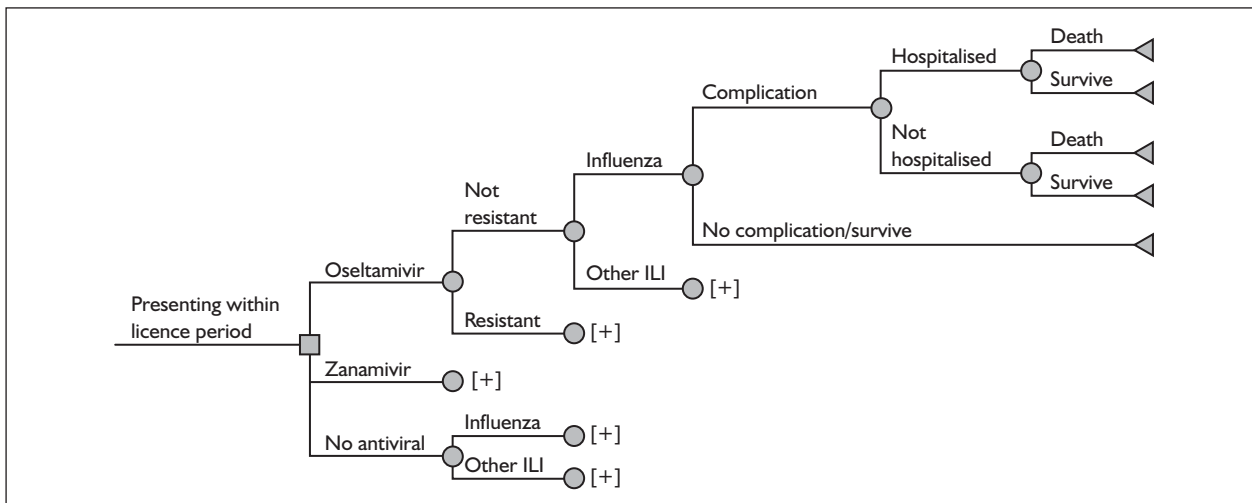 Death
Hospitalised
Survive
Complication
Not
hospitalised
Death
Survive
Influenza
Not
resistant
No complication/survive
Oseltamivir
Other ILI
[+]
Presenting within
licence period
Resistant
[+]
Zanamivir
[+]
Influenza
[+]
No antiviral
Other ILI
[+]